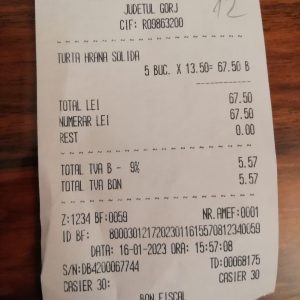 12
JUDETUL GORJ
CIF: RO9863200
TURTA HRANA SOLIDA
5 BUC. X 13.50= 67.50 B
TOTAL LEI 67.50
NUMERAR LEI 67.50
REST 0.00
TOTAL TVA B - 9% 5.57
TOTAL TVA BON 5.57
Z:1234 BF:0059 NR.AMEF:0001
ID BF: 80003012172023011615570812340059
DATA: 16-01-2023 ORA: 15:57:08
S/N:DB4200067744 TD:00068175
CASIER 30: CASIER 30
BON FISCAL